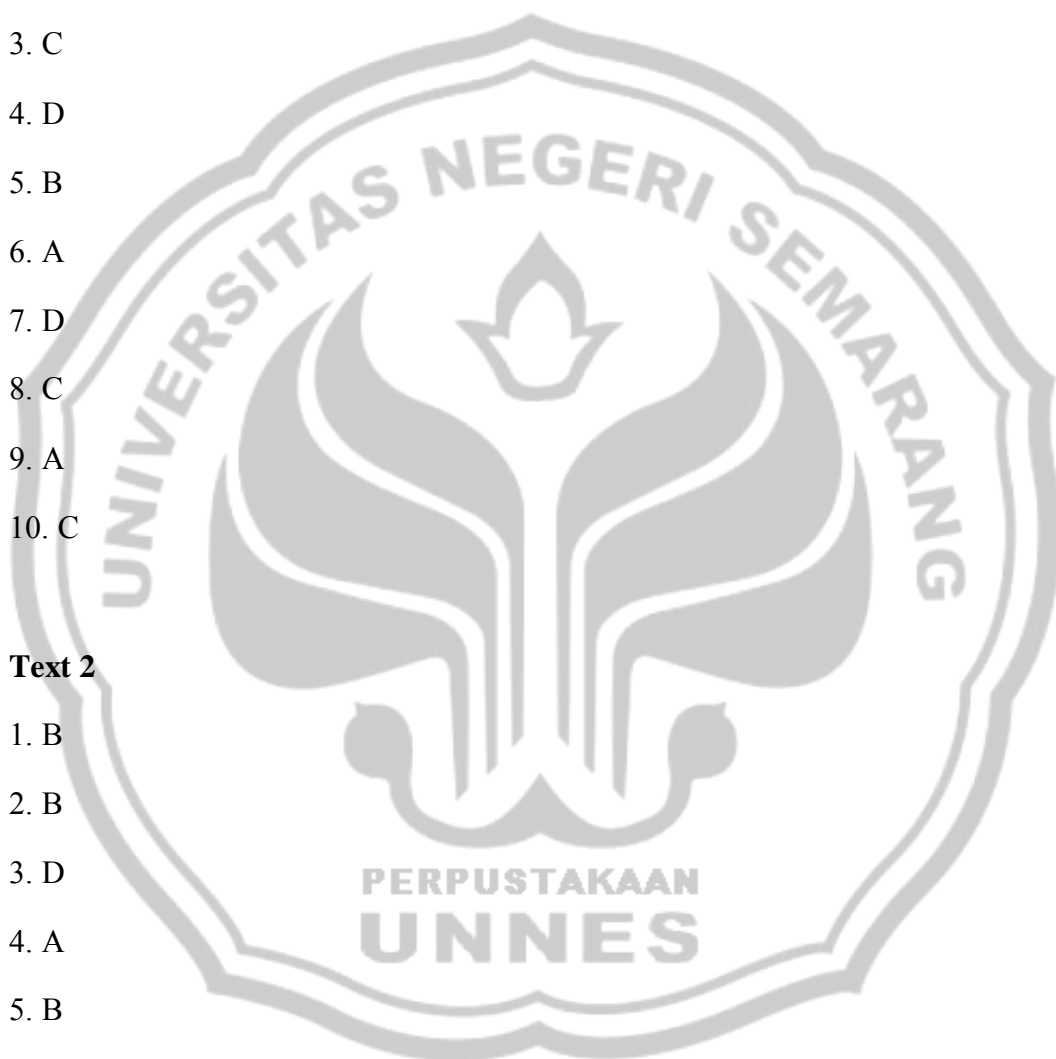 3. C
4. D
5. B
6. A
7. D
8. C
9. A
10. C
Text 2
1. B
2. B
3. D
4. A
5. B
UNIVERSITAS NEGERI SEMARANG
PERPUSTAKAAN
UNNES